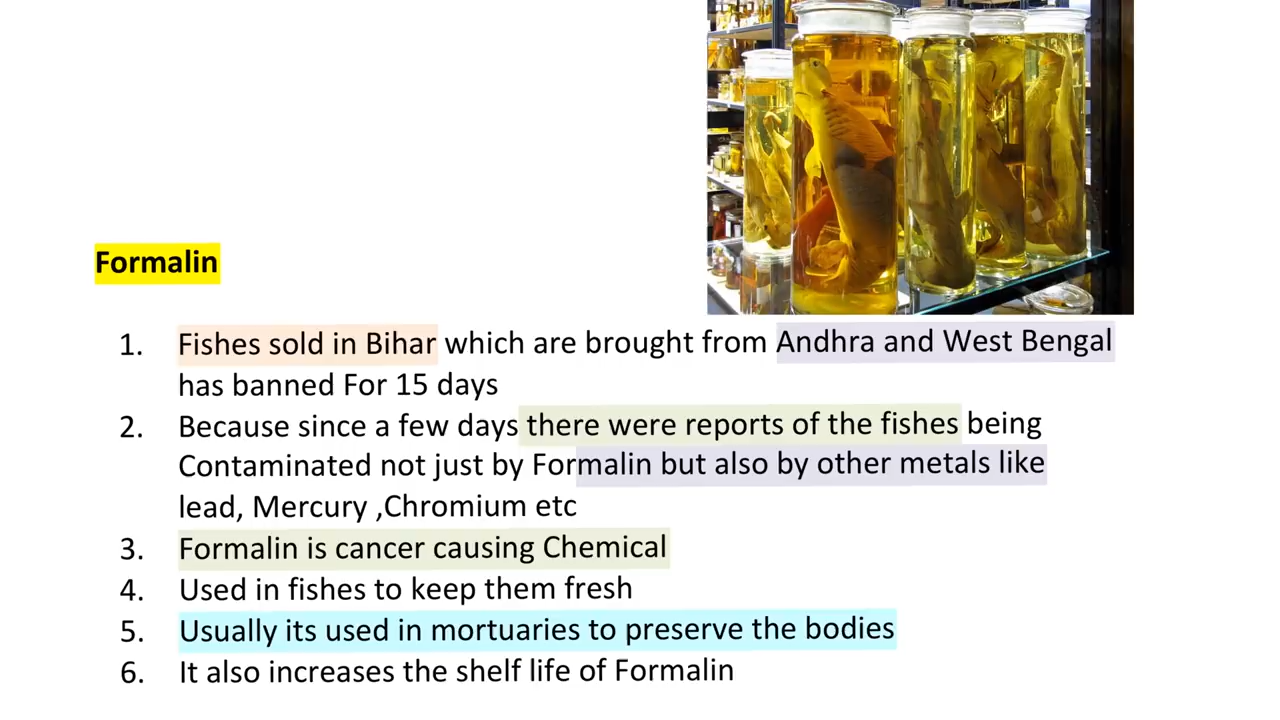 Formalin
1. Fishes sold in Bihar which are brought from Andhra and West Bengal
has banned For 15 days
2. Because since a few days there were reports of the fishes being
Contaminated not just by Formalin but also by other metals like
lead, Mercury ,Chromium etc
3. Formalin is cancer causing Chemical
4. Used in fishes to keep them fresh
5. Usually its used in mortuaries to preserve the bodies
6. It also increases the shelf life of Formalin